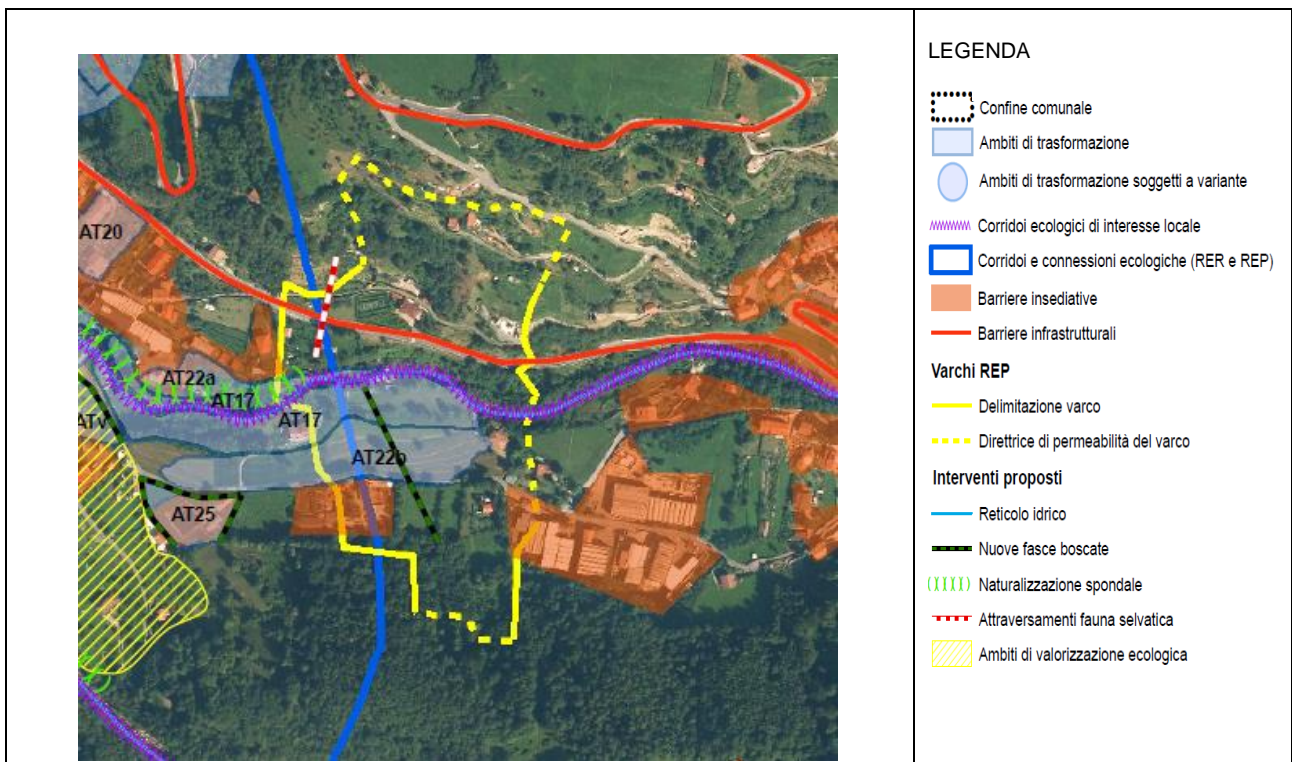 AT20
AT22a
AT17
AT17
ATV
AT22b
AT25
LEGENDA
Confine comunale
Ambiti di trasformazione
Ambiti di trasformazione soggetti a variante
Corridoi ecologici di interesse locale
Corridoi e connessioni ecologiche (RER e REP)
Barriere insediative
Barriere infrastrutturali
Varchi REP
Delimitazione varco
Direttrice di permeabilità del varco
Interventi proposti
Reticolo idrico
Nuove fasce boscate
Naturalizzazione spondale
Attraversamenti fauna selvatica
Ambiti di valorizzazione ecologica